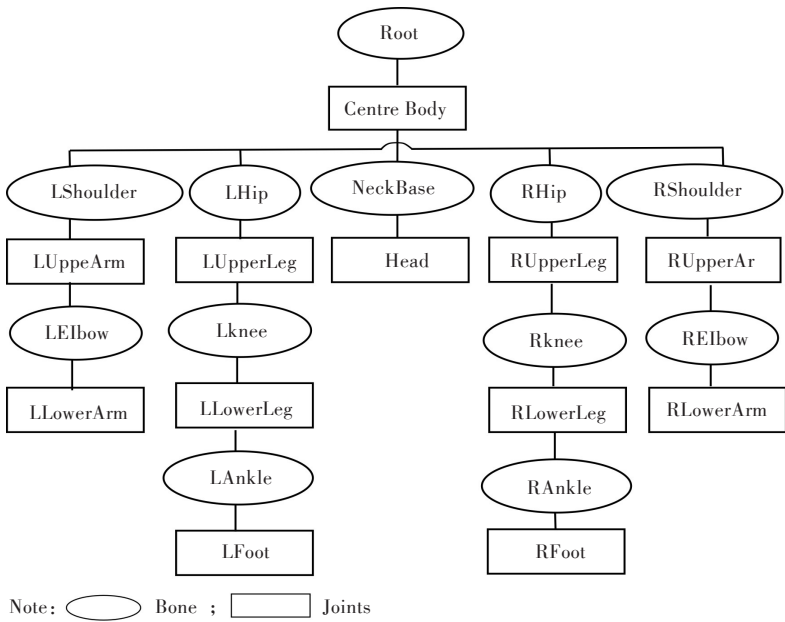 Root
Centre Body
LShoulder
LHip
NeckBase
RHip
RShoulder
LUppeArm
LUpperLeg
Head
RUpperLeg
RUpperAr
LEIbow
Lknee
Rknee
REIbow
LLowerArm
LLowerLeg
RLowerLeg
RLowerArm
LAnkle
RAnkle
LFoot
RFoot
Note: Bone ; Joints